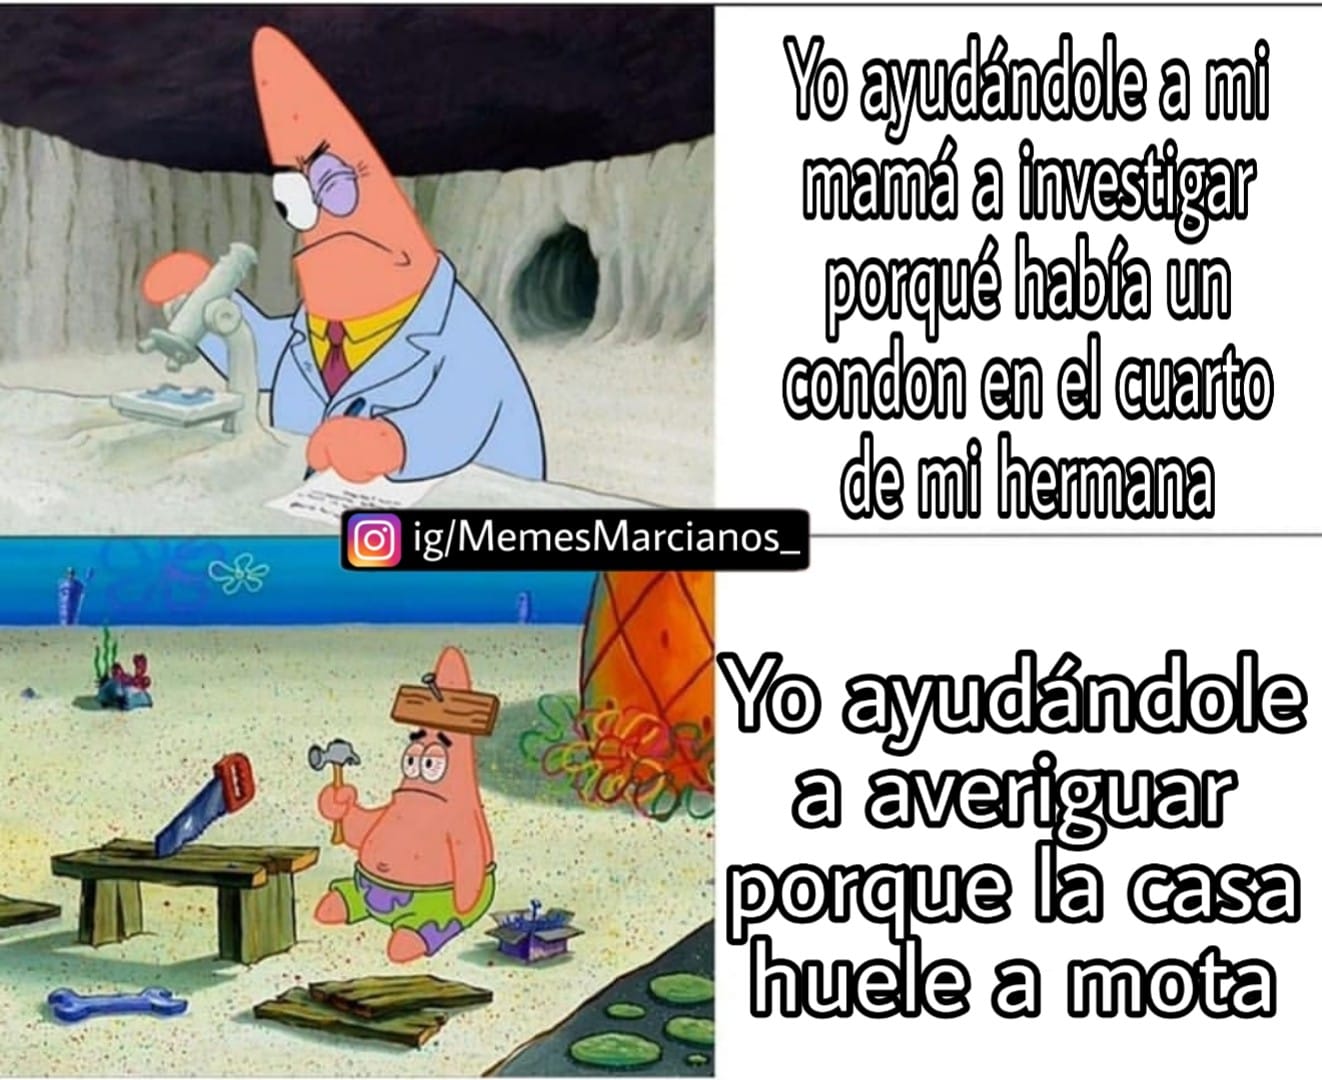 Yo ayudándole a mi
mamá a investigar
porqué había un
condon en el cuarto
de mi hermana
ig/MemesMarcianos_
Yo ayudándole
a averiguar
porque la casa
huele a mota